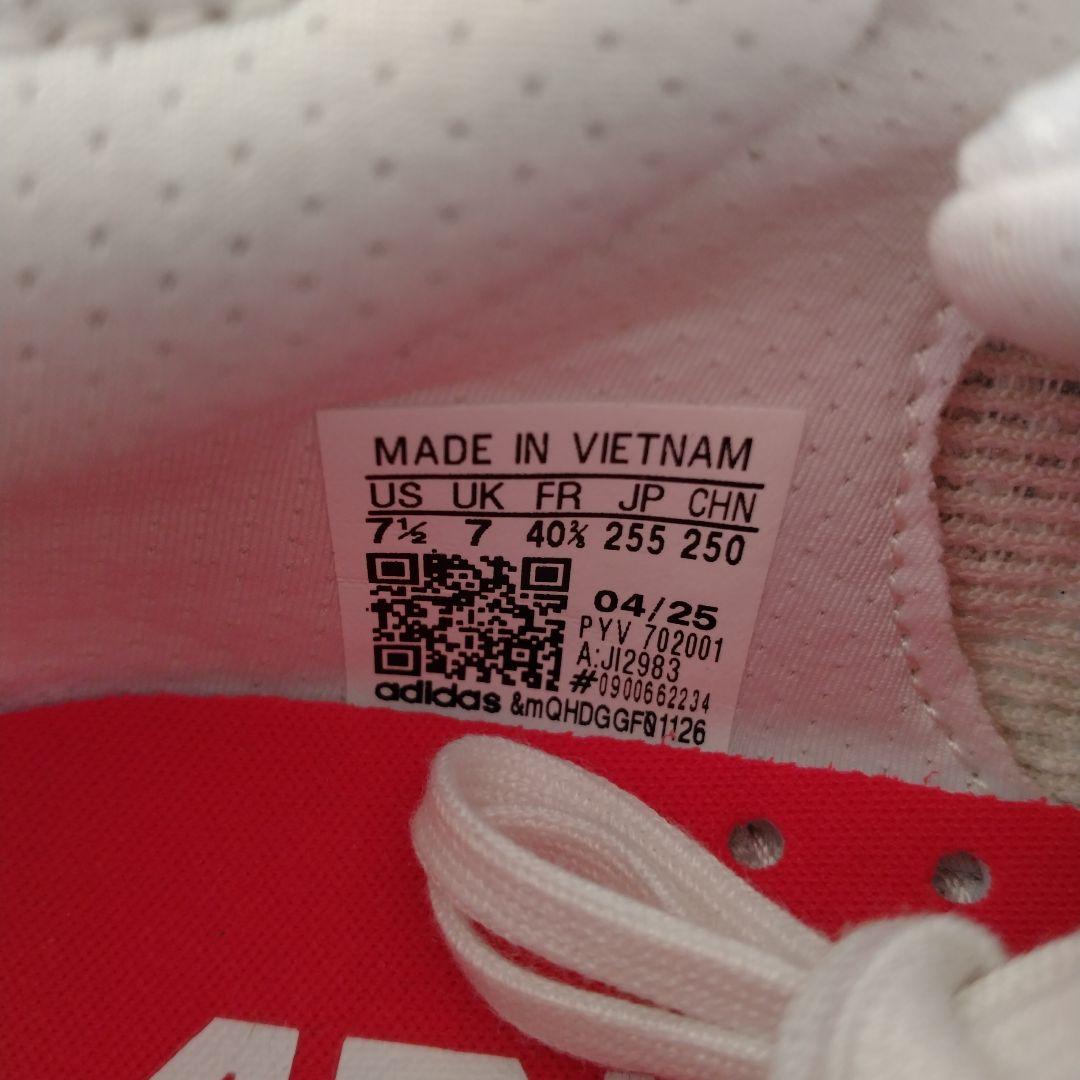 MADE IN VIETNAM
US UK FR JP CHN
7½ 7 40⅔ 255 250
04/25
PYV 702001
A:JI2983
#0900662234
adidas &mQHDGGF01126